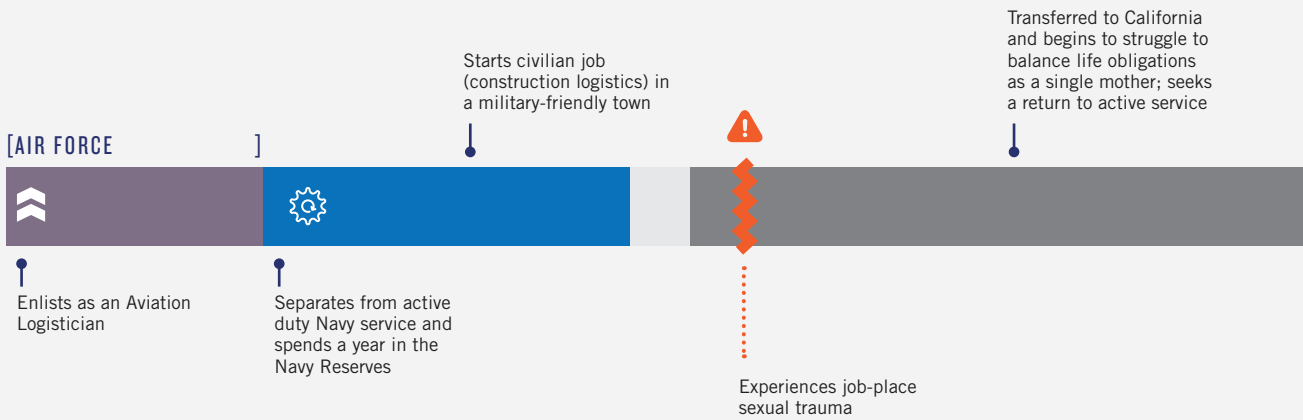 Transferred to California
and begins to struggle to
balance life obligations
as a single mother; seeks
a return to active service
Starts civilian job
(construction logistics) in
a military-friendly town
[AIR FORCE ]
Enlists as an Aviation
Logistician
Separates from active
duty Navy service and
spends a year in the
Navy Reserves
Experiences job-place
sexual trauma